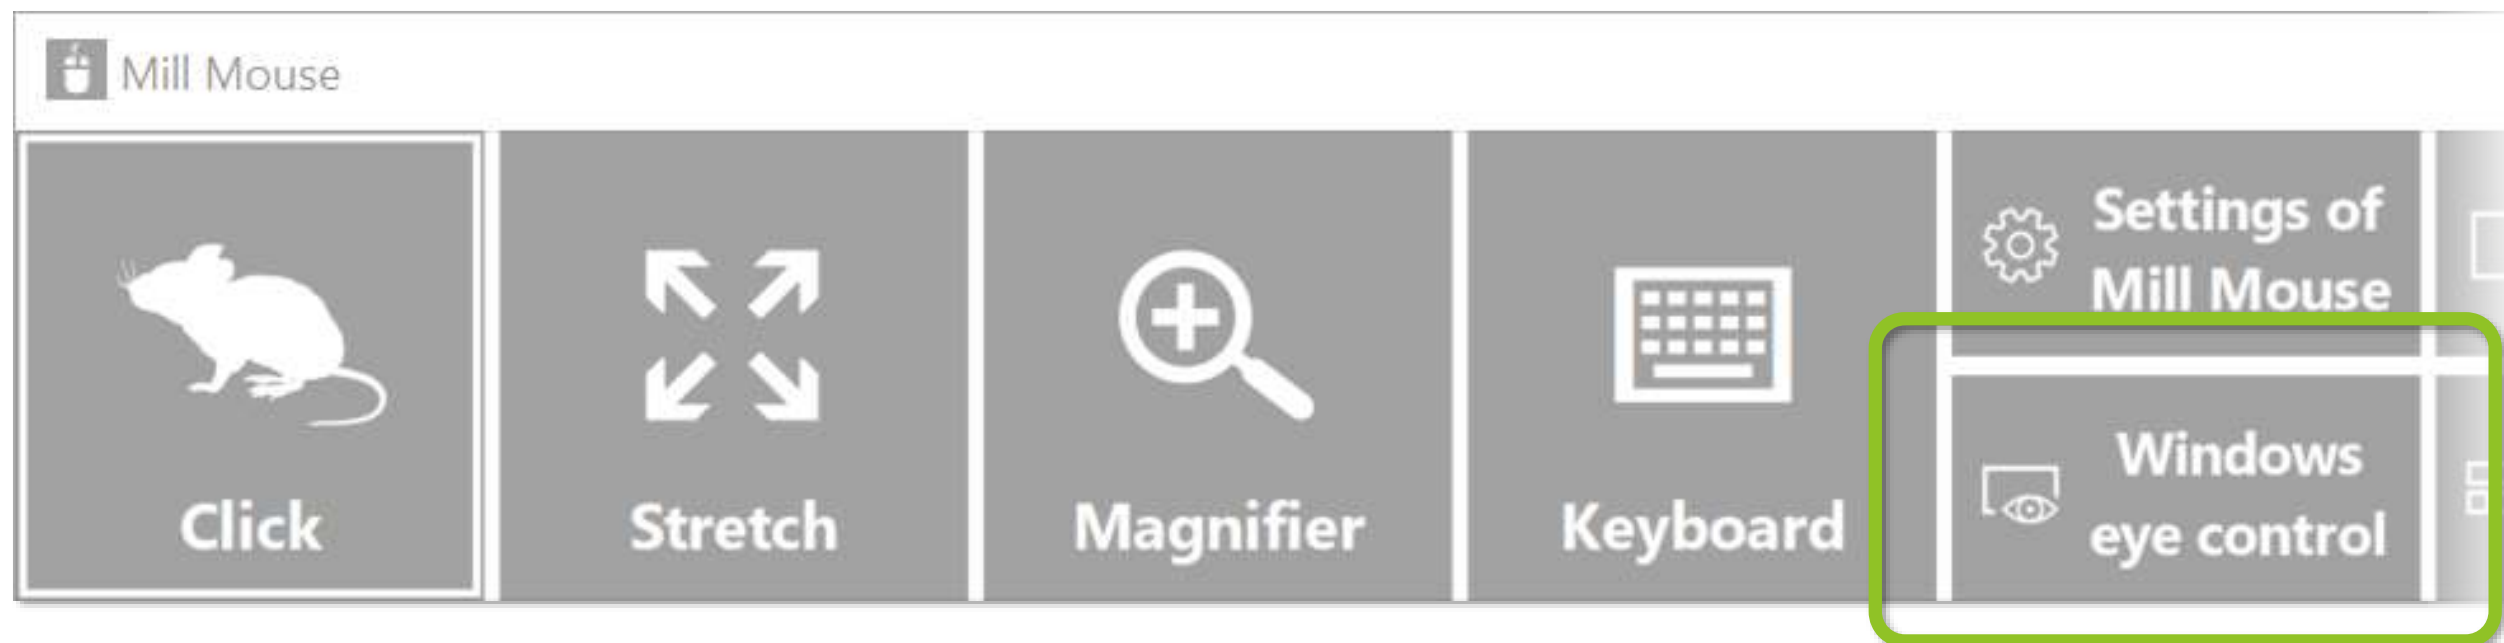 Mill Mouse
Click
Stretch
Magnifier
Keyboard
Settings of
Mill Mouse
Windows
eye control